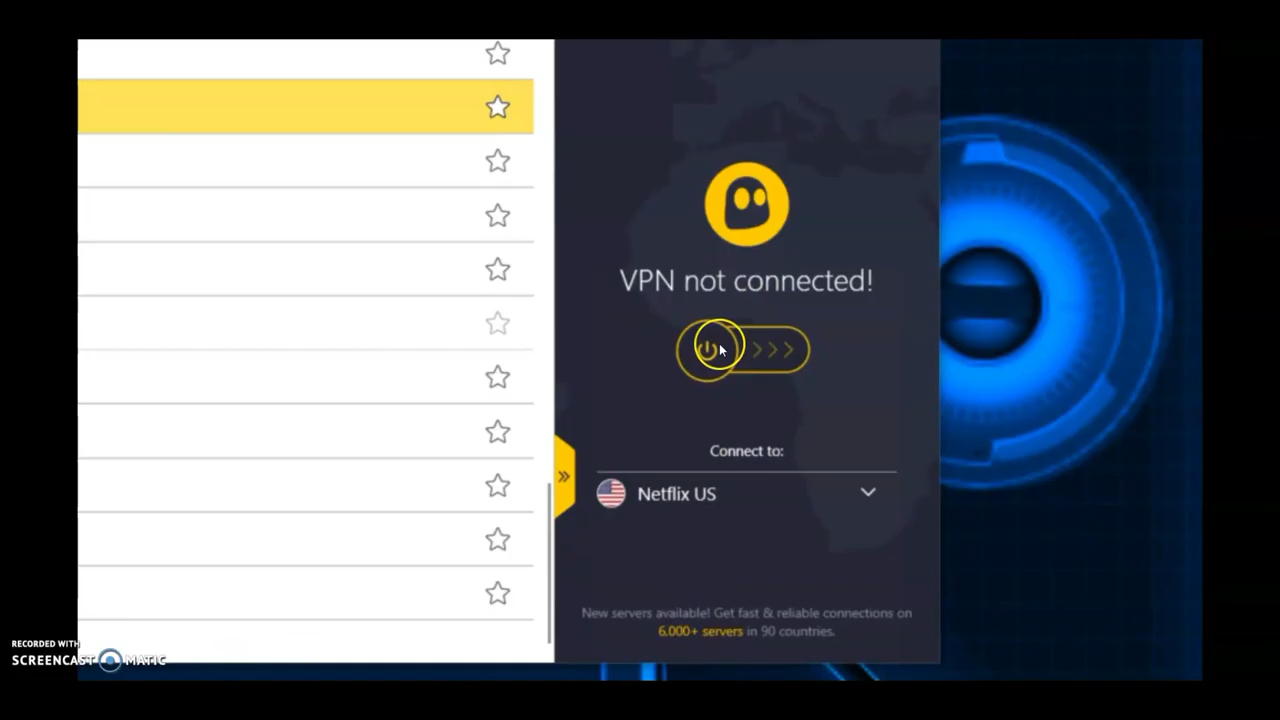 VPN not connected!
Connect to:
Netflix US
New servers available! Get fast & reliable connections on
6,000+ servers in 90 countries.
RECORDED WITH
SCREENCAST MATIC